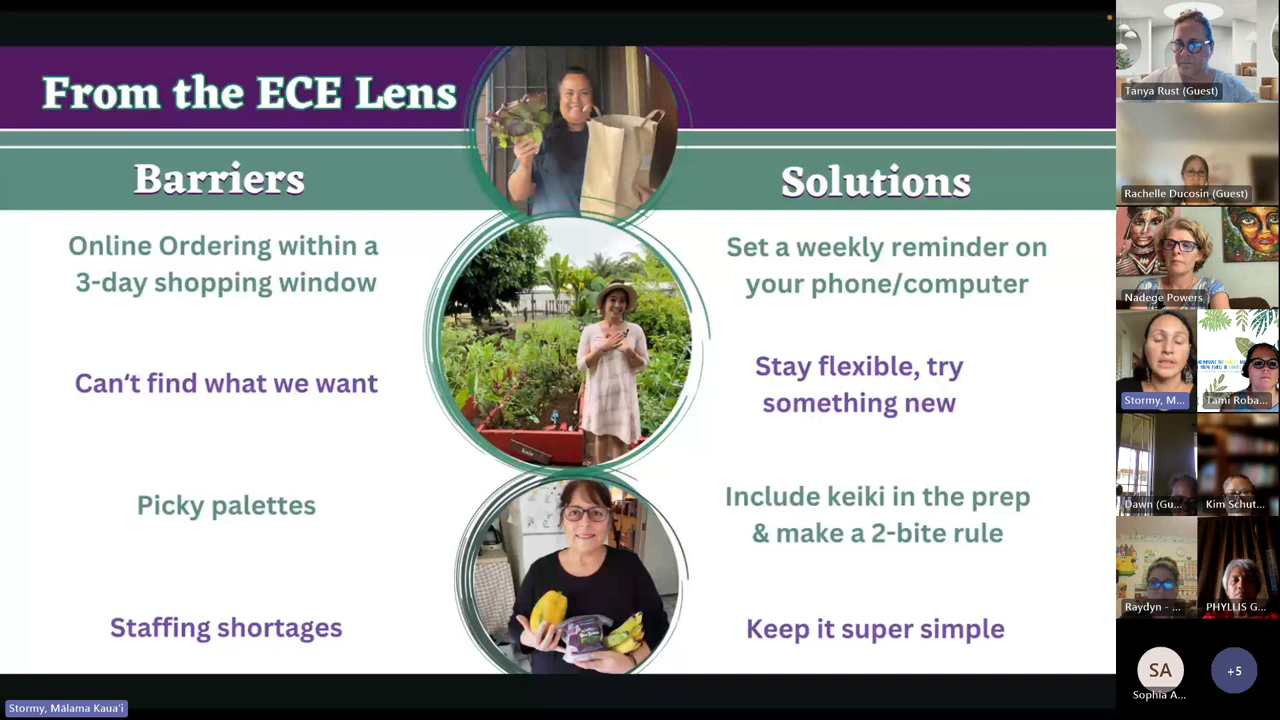 From the ECE Lens
Barriers
Solutions
Online Ordering within a
3-day shopping window
Set a weekly reminder on
your phone/computer
Can't find what we want
Stay flexible, try
something new
Picky palettes
Include keiki in the prep
& make a 2-bite rule
Staffing shortages
Keep it super simple
Stormy, Mālama Kauaʻi
Tanya Rust (Guest)
Rachelle Ducosin (Guest)
Nadege Powers
Stormy, M...
Tami Roba...
Dawn (Gu...
Kim Schut...
Raydyn - ...
PHYLLIS G...
SA
Sophia A...
+5